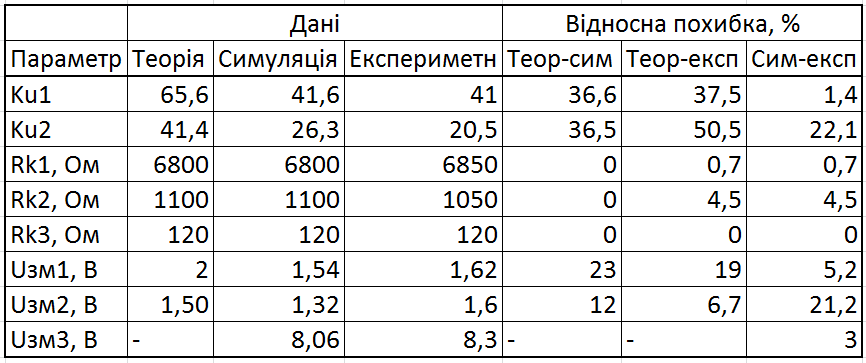 Дані Відносна похибка, %
Параметр Теорія Симуляція Експериметн Теор-сим Теор-експ Сим-експ
Ku1 65,6 41,6 41 36,6 37,5 1,4
Ku2 41,4 26,3 20,5 36,5 50,5 22,1
Rk1, Ом 6800 6800 6850 0 0,7 0,7
Rk2, Ом 1100 1100 1050 0 4,5 4,5
Rk3, Ом 120 120 120 0 0 0
Uзм1, В 2 1,54 1,62 23 19 5,2
Uзм2, В 1,50 1,32 1,6 12 6,7 21,2
Uзм3, В - 8,06 8,3 - - 3